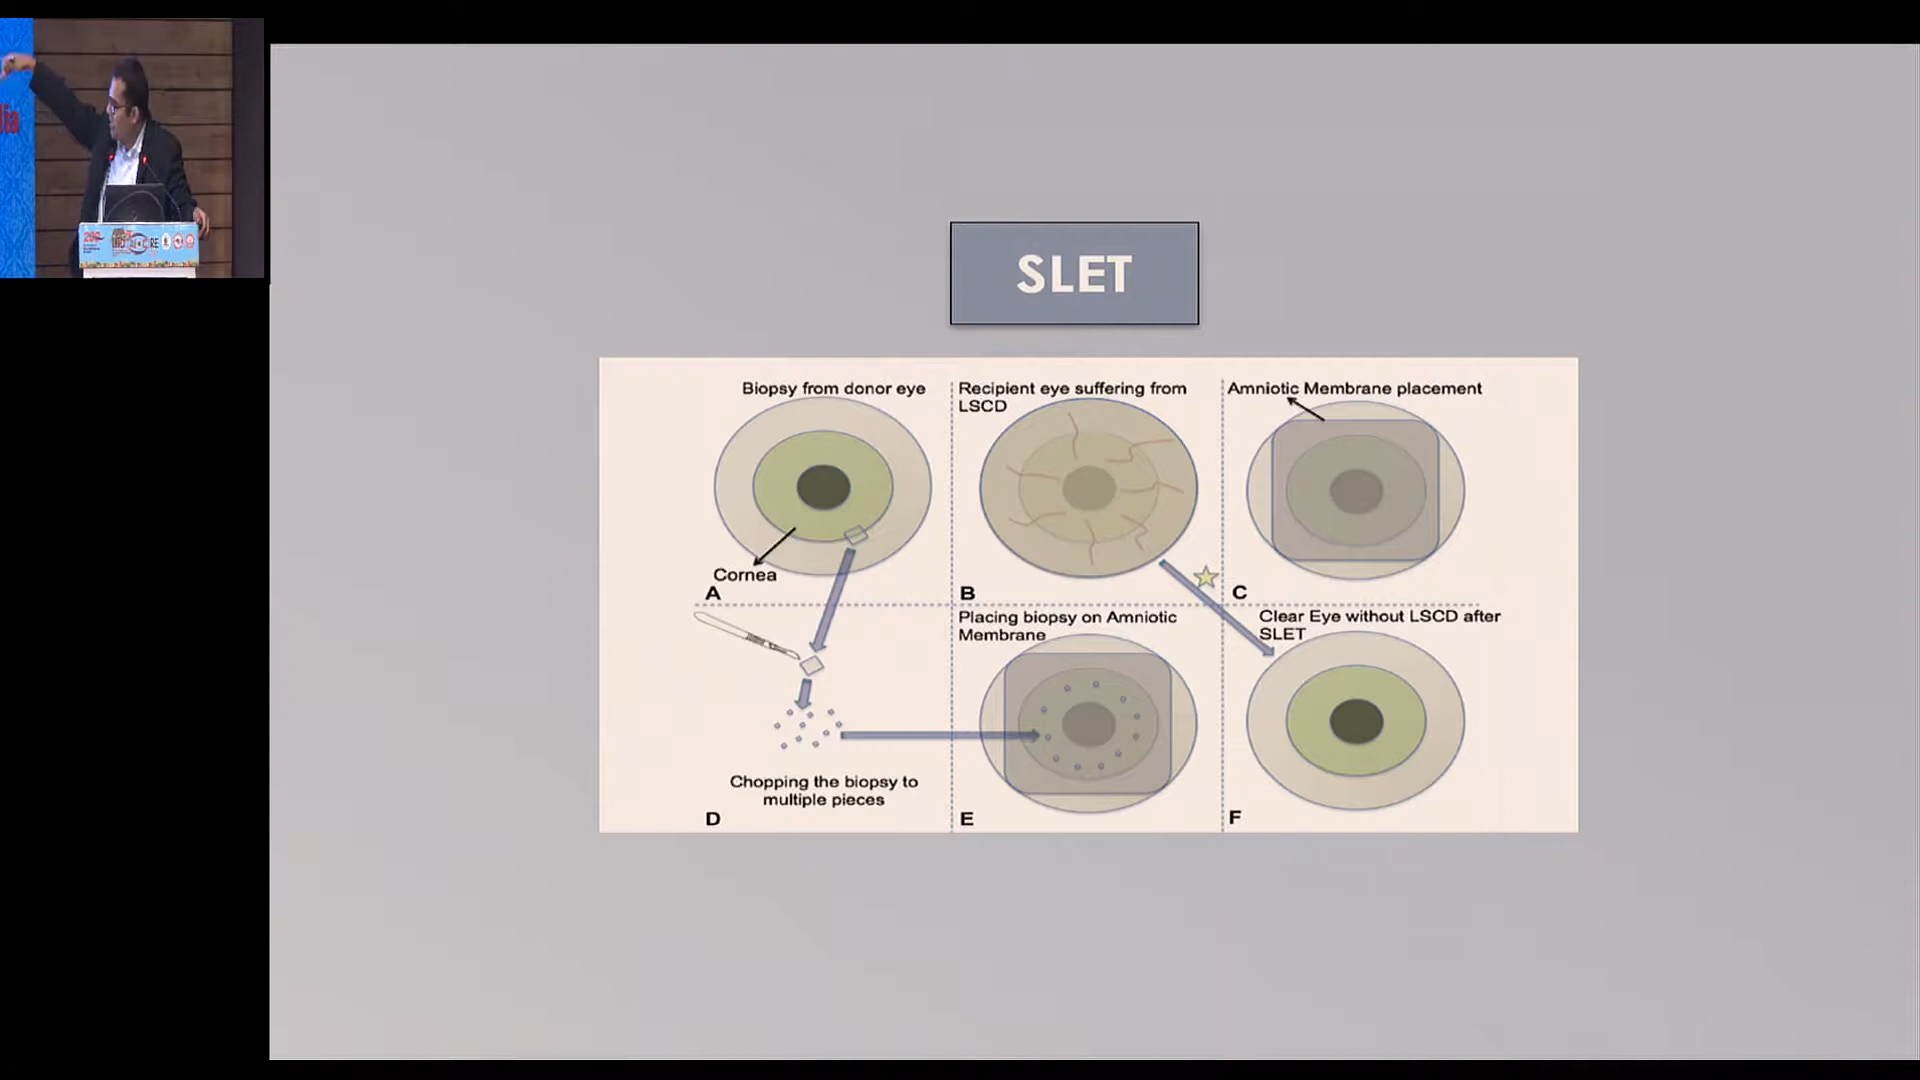 SLET
Biopsy from donor eye
Cornea
A
Recipient eye suffering from
LSCD
B
Amniotic Membrane placement
C
Chopping the biopsy to
multiple pieces
D
Placing biopsy on Amniotic
Membrane
E
Clear Eye without LSCD after
SLET
F